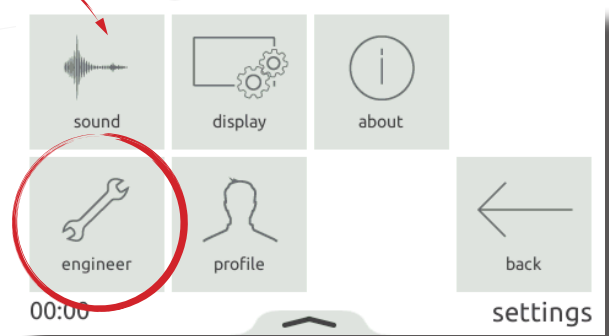 sound
display
about
engineer
profile
back
00:00
settings